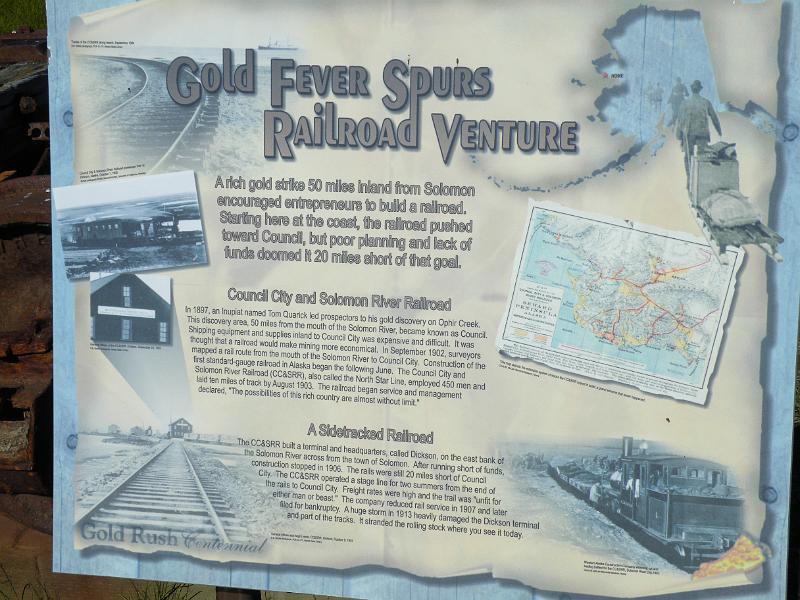 Gold Fever Spurs
Railroad Venture
NOME
A rich gold strike 50 miles inland from Solomon
encouraged entrepreneurs to build a railroad.
Starting here at the coast, the railroad pushed
toward Council, but poor planning and lack of
funds doomed it 20 miles short of that goal.
Council City and Solomon River Railroad
In 1897, an Inupiat named Tom Quarick led prospectors to his gold discovery on Ophir Creek.
This discovery area, 50 miles from the mouth of the Solomon River, became known as Council.
Shipping equipment and supplies inland to Council City was expensive and difficult. It was
thought that a railroad would make mining more economical. In September 1902, surveyors
mapped a rail route from the mouth of the Solomon River to Council City. Construction of the
first standard-gauge railroad in Alaska began the following June. The Council City and
Solomon River Railroad (CC&SRR), also called the North Star Line, employed 450 men and
laid ten miles of track by August 1903. The railroad began service and management
declared, "The possibilities of this rich country are almost without limit."
SEWARD
PENINSULA
ALASKA
A Sidetracked Railroad
The CC&SRR built a terminal and headquarters, called Dickson, on the east bank of
the Solomon River across from the town of Solomon. After running short of funds,
construction stopped in 1906. The rails were still 20 miles short of Council
City. The CC&SRR operated a stage line for two summers from the end of
the rails to Council City. Freight rates were high and the trail was "unfit for
either man or beast." The company reduced rail service in 1907 and later
filed for bankruptcy. A huge storm in 1913 heavily damaged the Dickson terminal
and part of the tracks. It stranded the rolling stock where you see it today.
Gold Rush Centennial